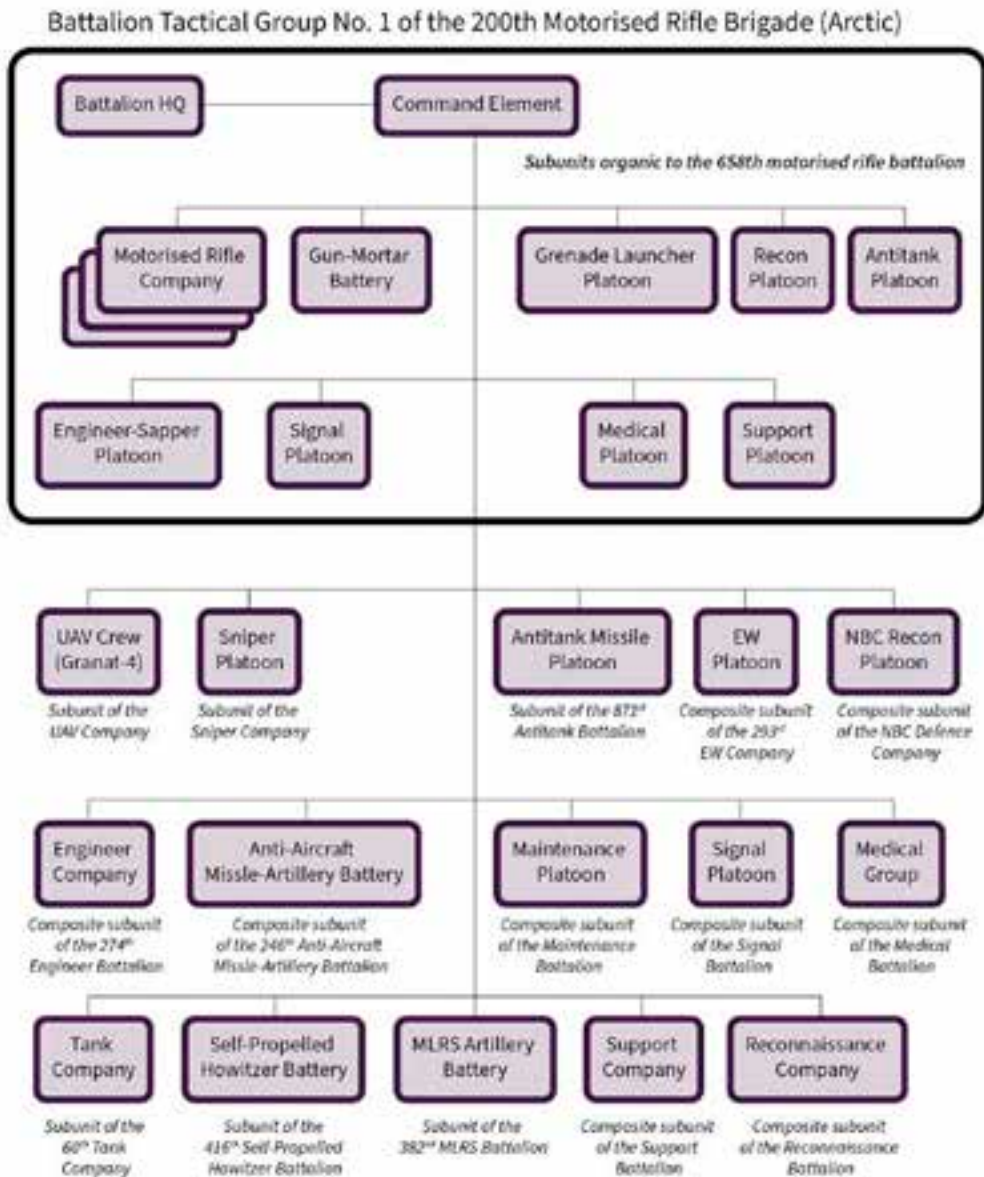 Battalion Tactical Group No. 1 of the 200th Motorised Rifle Brigade (Arctic)
Battalion HQ
Command Element
Subunits organic to the 658th motorised rifle battalion
Motorised Rifle
Company
Gun-Mortar
Battery
Grenade Launcher
Platoon
Recon
Platoon
Antitank
Platoon
Engineer-Sapper
Platoon
Signal
Platoon
Medical
Platoon
Support
Platoon
UAV Crew
(Granat-4)
Subunit of the
UAV Company
Sniper
Platoon
Subunit of the
Sniper Company
Antitank Missile
Platoon
Subunit of the 871st
Antitank Battalion
EW
Platoon
Composite subunit
of the 293rd
EW Company
NBC Recon
Platoon
Composite subunit
of the NBC Defence
Company
Engineer
Company
Composite subunit
of the 274th
Engineer Battalion
Anti-Aircraft
Missle-Artillery Battery
Composite subunit
of the 246th Anti-Aircraft
Missle-Artillery Battalion
Maintenance
Platoon
Composite subunit
of the Maintenance
Battalion
Signal
Platoon
Composite subunit
of the Signal
Battalion
Medical
Group
Composite subunit
of the Medical
Battalion
Tank
Company
Subunit of the
60th Tank
Company
Self-Propelled
Howitzer Battery
Subunit of the
416th Self-Propelled
Howitzer Battalion
MLRS Artillery
Battery
Subunit of the
382nd MLRS Battalion
Support
Company
Composite subunit
of the Support
Battalion
Reconnaissance
Company
Composite subunit
of the Reconnaissance
Battalion